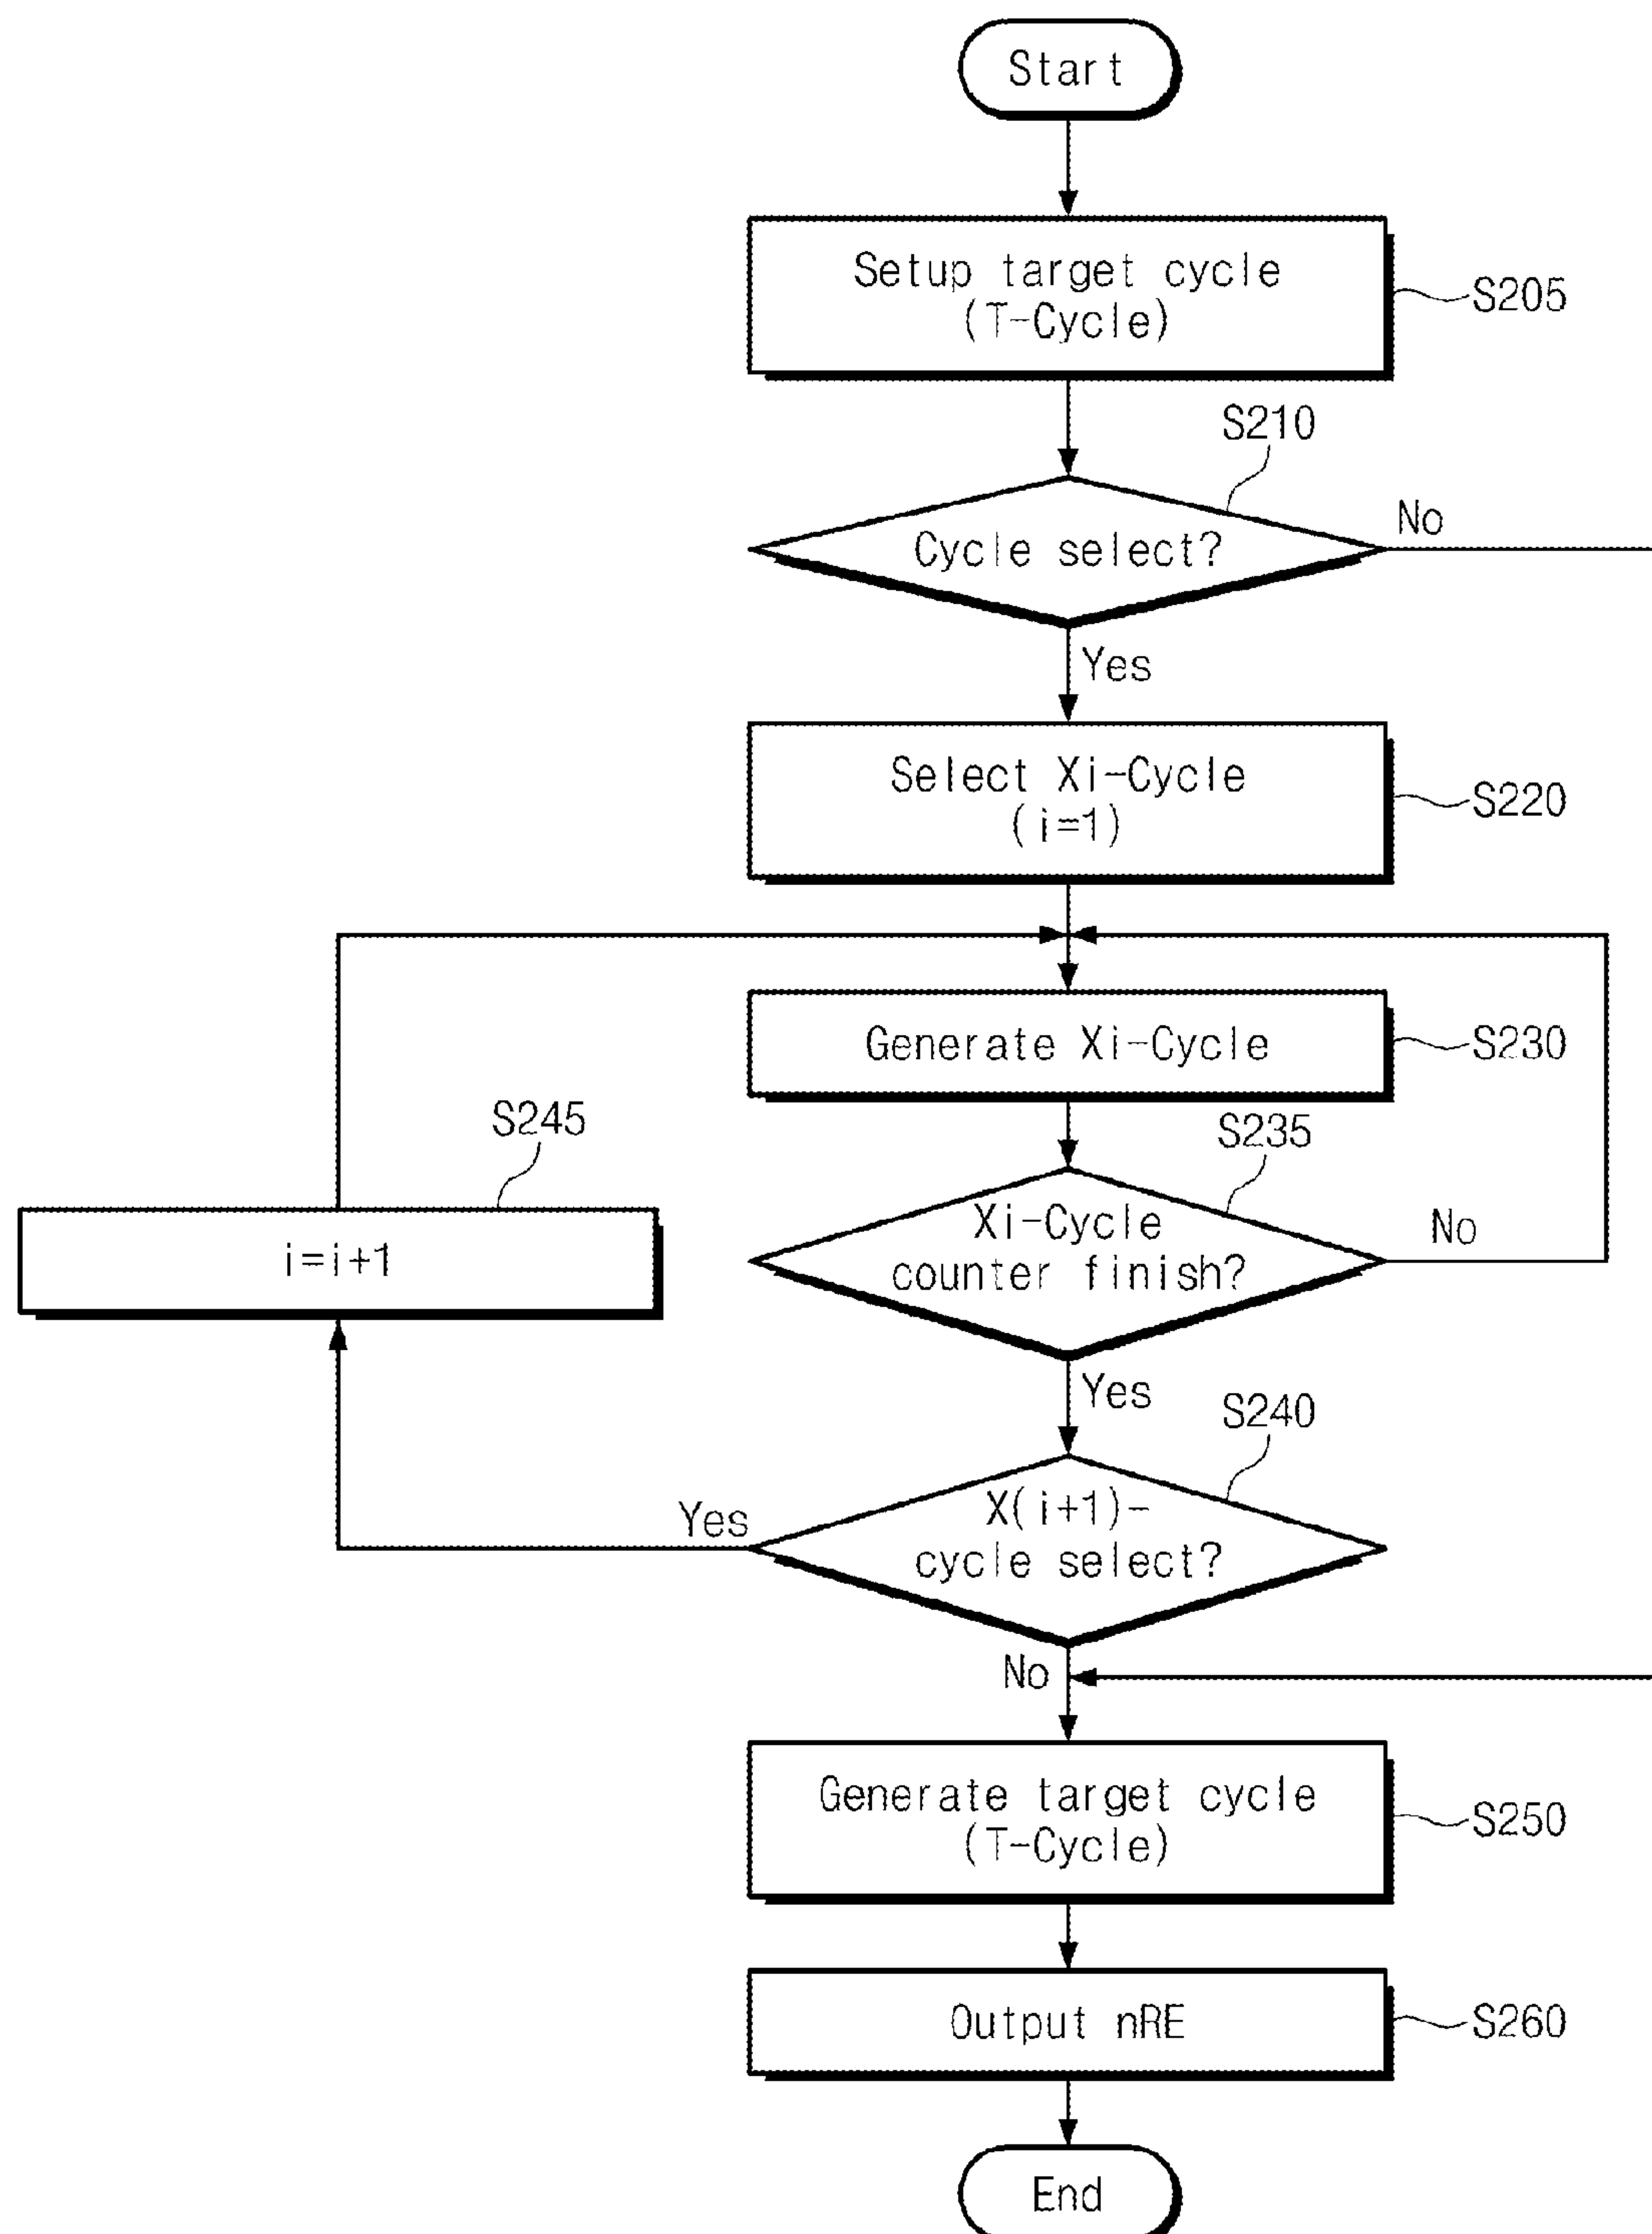 Start
Setup target cycle
(T-Cycle)
S205
S210
Cycle select?
No
Yes
Select Xi-Cycle
(i=1)
S220
Generate Xi-Cycle
S230
S245
i=i+1
S235
Xi-Cycle
counter finish?
No
Yes
S240
X(i+1)-
cycle select?
Yes
No
Generate target cycle
(T-Cycle)
S250
Output nRE
S260
End